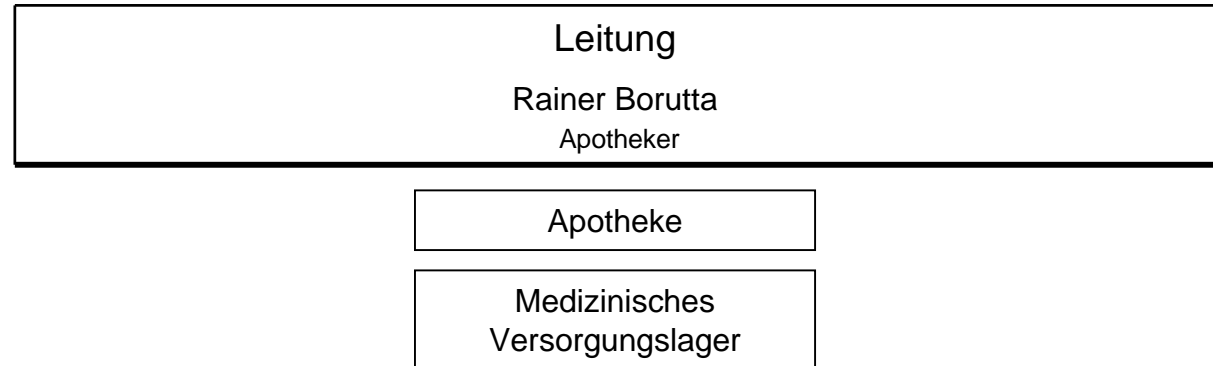 Leitung
Rainer Borutta
Apotheker
Apotheke
Medizinisches
Versorgungslager